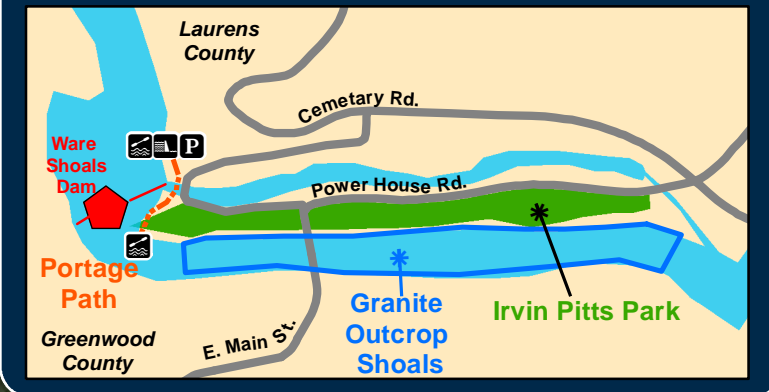 Laurens
County
Cemetary Rd.
Ware
Shoals
Dam
P
Power House Rd.
Portage
Path
Granite
Outcrop
Shoals
Irvin Pitts Park
E. Main St.
Greenwood
County